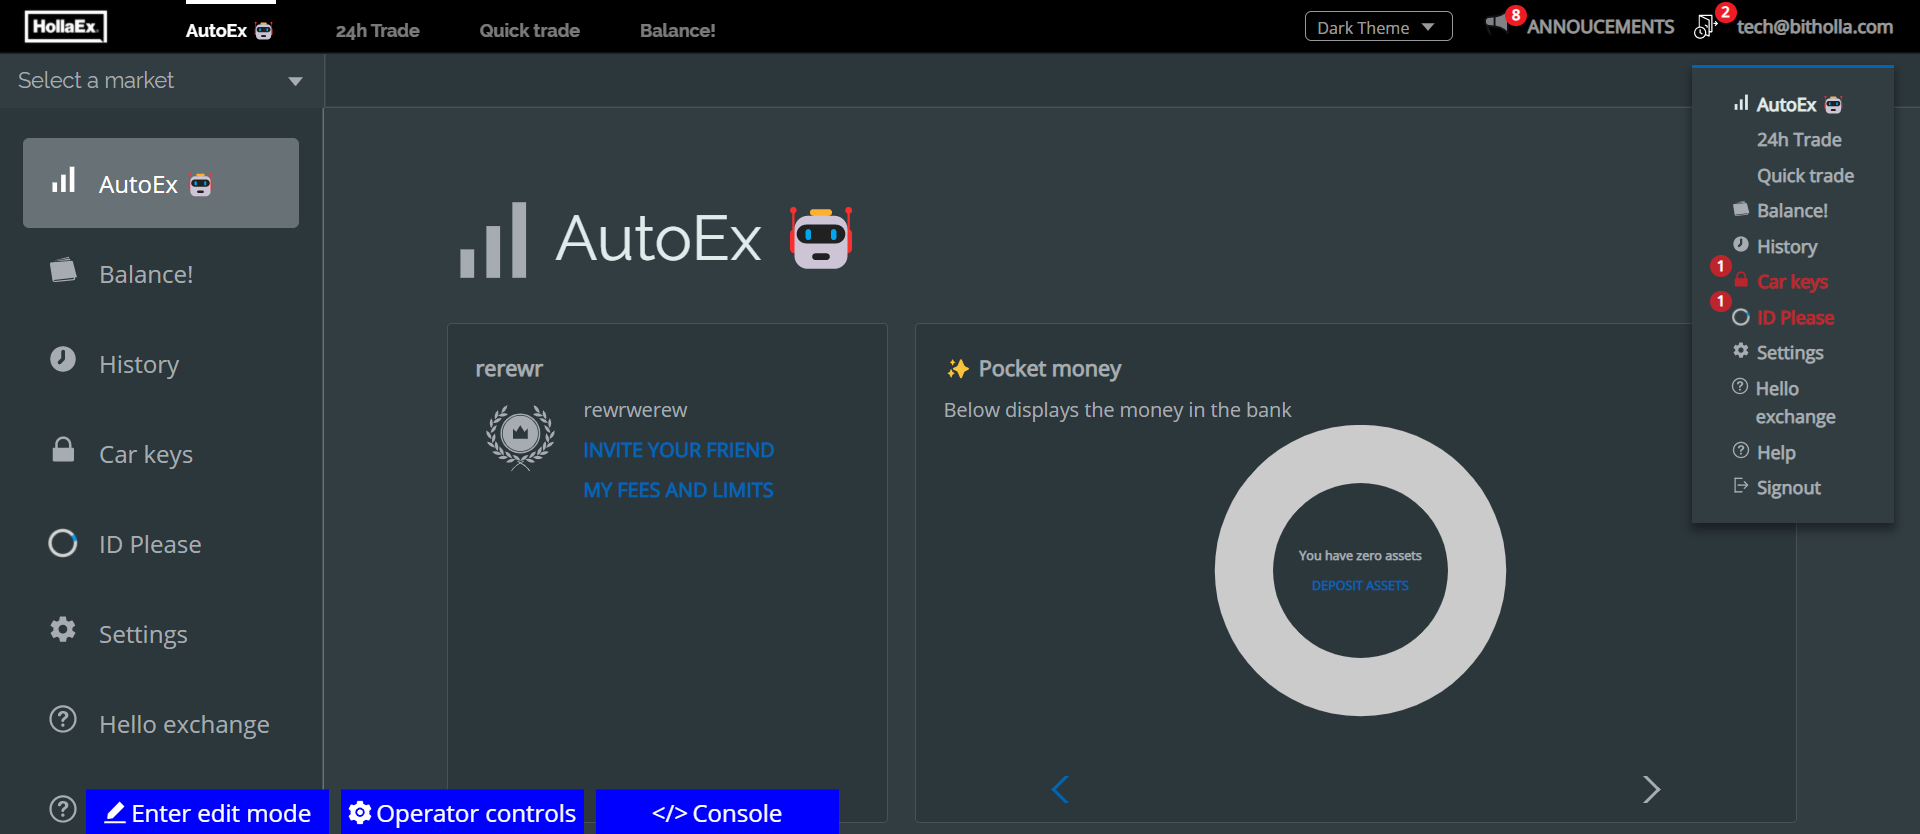 HollaEx.
AutoEx
24h Trade
Quick trade
Balance!
Dark Theme
8
ANNOUCEMENTS
2
tech@bitholla.com
Select a market
AutoEx
Balance!
History
Car keys
ID Please
Settings
Hello exchange
AutoEx
rerewr
rewrwerew
INVITE YOUR FRIEND
MY FEES AND LIMITS
Pocket money
Below displays the money in the bank
You have zero assets
DEPOSIT ASSETS
AutoEx
24h Trade
Quick trade
Balance!
History
1
Car keys
1
ID Please
Settings
Hello
exchange
Help
Signout
Enter edit mode
Operator controls
</> Console